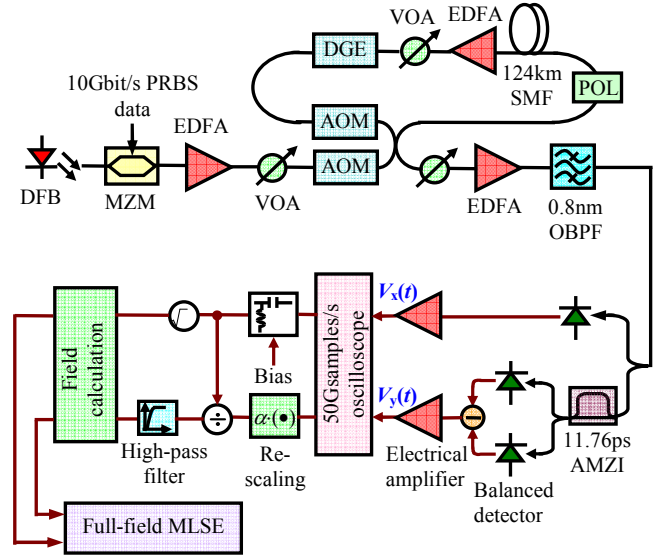 VOA
EDFA
DGE
124km
SMF
POL
10Gbit/s PRBS
data
EDFA
AOM
AOM
DFB
MZM
VOA
EDFA
0.8nm
OBPF
Field
calculation
√
Bias
50Gsamples/s
oscilloscope
Vx(t)
Vy(t)
÷
α·(•)
−
High-pass
filter
Re-
scaling
Electrical
amplifier
Balanced
detector
11.76ps
AMZI
Full-field MLSE